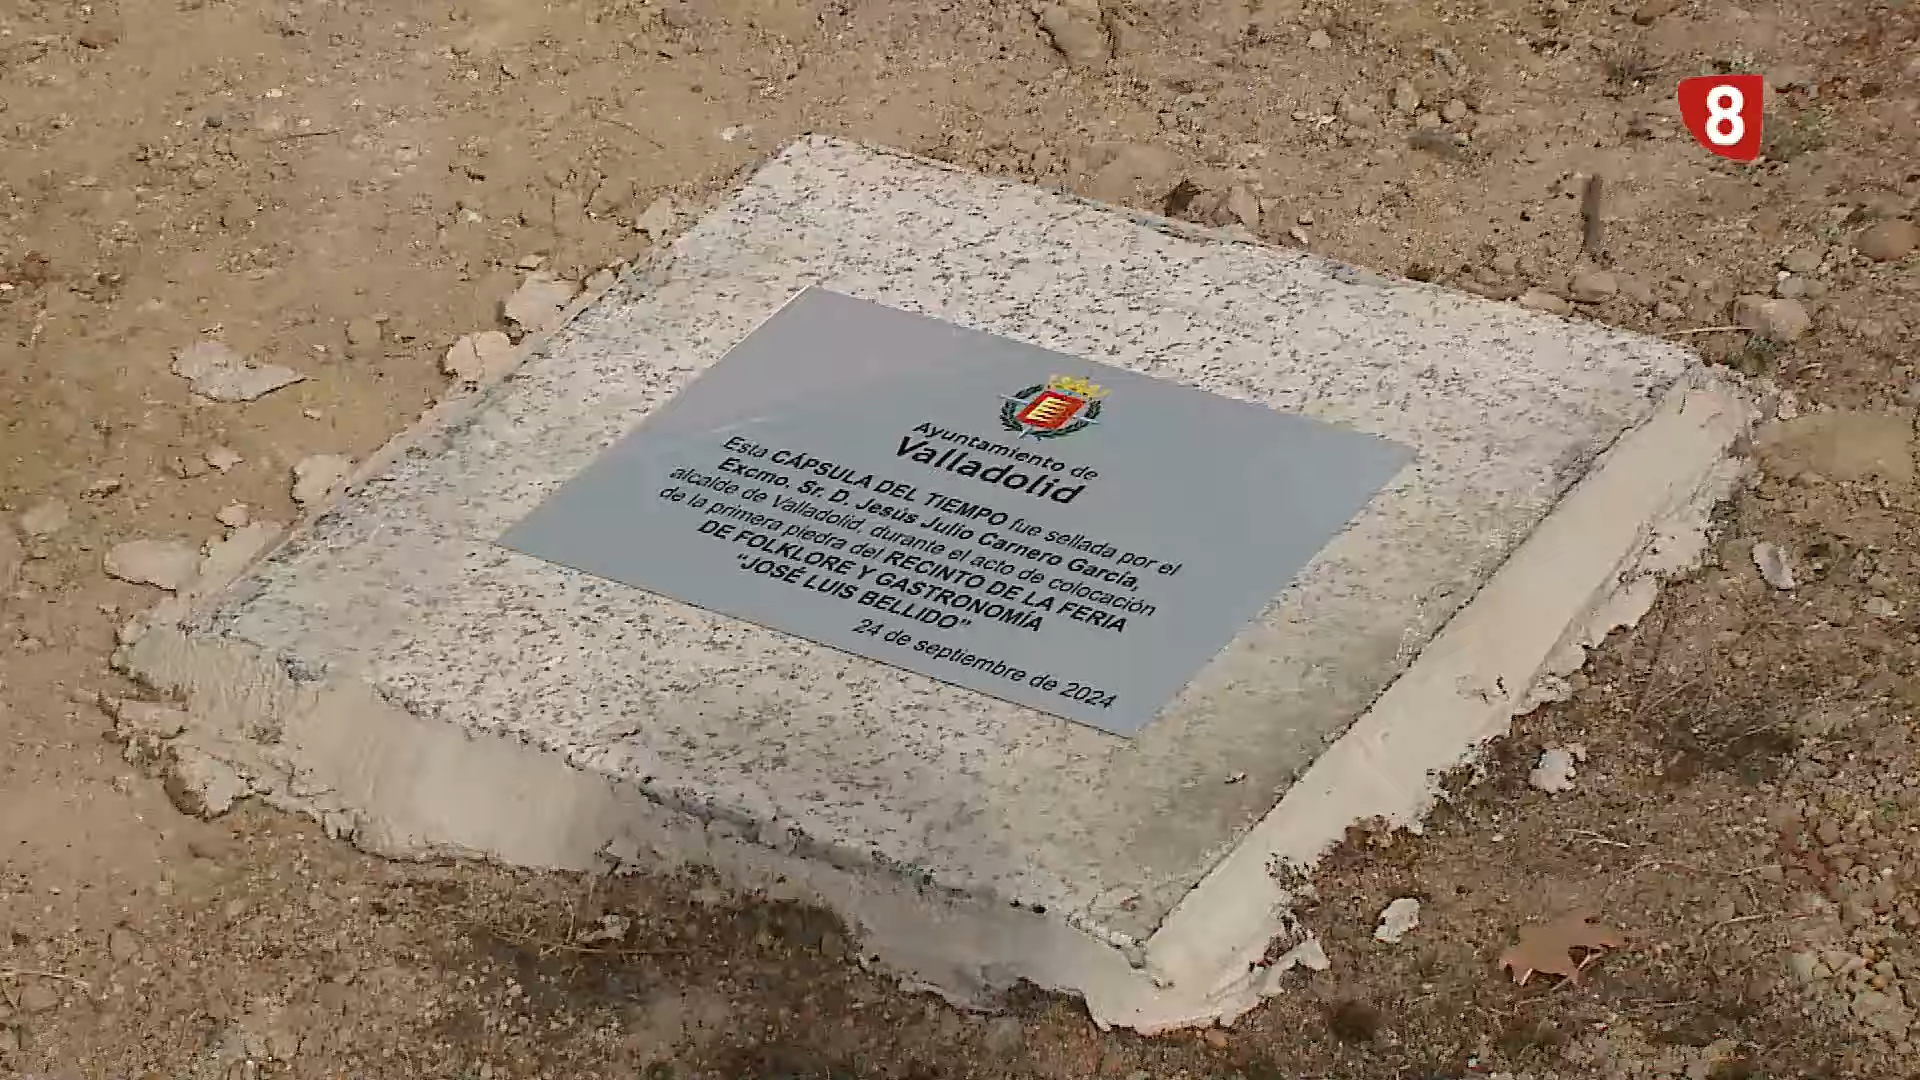 8
Ayuntamiento de
Valladolid
Esta CÁPSULA DEL TIEMPO fue sellada por el
Excmo. Sr. D. Jesús Julio Carnero García,
alcalde de Valladolid, durante el acto de colocación
de la primera piedra del RECINTO DE LA FERIA
DE FOLKLORE Y GASTRONOMÍA
"JOSÉ LUIS BELLIDO"
24 de septiembre de 2024